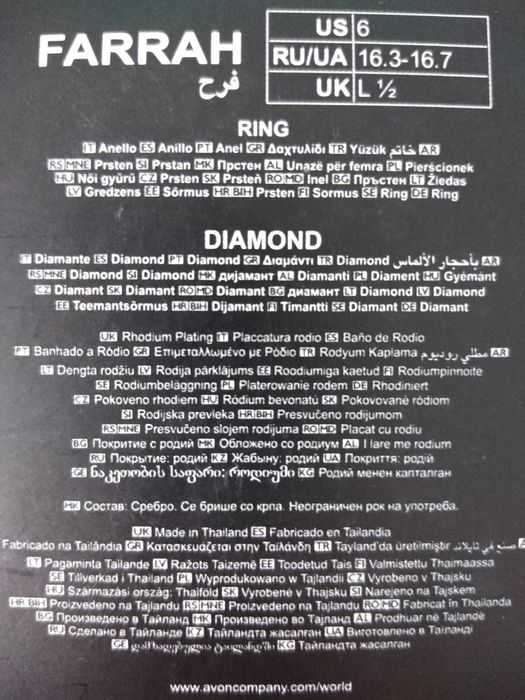 FARRAH
فرح
US 6
RU/UA 16.3-16.7
UK L ½
RING
IT Anello ES Anillo PT Anel GR Δαχτυλίδι TR Yüzük خاتم AR
RS MNE Prsten SI Prstan MK Прстен AL Unazë për femra PL Pierścionek
HU Női gyűrű CZ Prsten SK Prsteň RO MD Inel BG Пръстен LT Žiedas
LV Gredzens EE Sõrmus HR BIH Prsten FI Sormus SE Ring DE Ring
DIAMOND
IT Diamante ES Diamond PT Diamond GR Διαμάντι TR Diamond بأحجار الألماس AR
RS MNE Diamond SI Diamond MK дијамант AL Diamanti PL Diament HU Gyémánt
CZ Diamant SK Diamant RO MD Diamant BG диамант LT Diamond LV Diamond
EE Teemantsõrmus HR BIH Dijamant FI Timantti SE Diamant DE Diamant
UK Rhodium Plating IT Placcatura rodio ES Baño de Rodio
PT Banhado a Ródio GR Επιμεταλλωμένο με Ρόδιο TR Rodyum Kaplama مطلي روديوم AR
LT Dengta rodžiu LV Rodija pārklājums EE Roodiumiga kaetud FI Rodiumpinnoite
SE Rodiumbeläggning PL Platerowanie rodem DE Rhodiniert
CZ Pokoveno rhodiem HU Ródium bevonatú SK Pokovované ródiom
SI Rodijska prevleka HR BIH Presvučeno rodijumom
RS MNE Presvučeno slojem rodijuma RO MD Placat cu rodiu
BG Покритие с родий MK Обложено со родиум AL I lare me rodium
RU Покрытие: родий KZ Жабыну: родий UA Покриття: родій
GE ნაკეთობის საფარი: როდიუმი KG Родий менен капталган
MK Состав: Сребро. Се брише со крпа. Неограничен рок на употреба.
UK Made in Thailand ES Fabricado en Tailandia
Fabricado na Tailândia GR Κατασκευάζεται στην Ταϊλάνδη TR Tayland'da üretilmiştir صنع في تايلاند
LT Pagaminta Tailande LV Ražots Taizemē EE Toodetud Tais FI Valmistettu Thaimaassa
SE Tillverkad i Thailand PL Wyprodukowano w Tajlandii CZ Vyrobeno v Thajsku
HU Származási ország: Thaiföld SK Vyrobené v Thajsku SI Narejeno na Tajskem
HR BIH Proizvedeno na Tajlandu RS MNE Proizvedeno na Tajlandu RO MD Fabricat în Thailanda
BG Произведено в Тайланд MK Произведено во Тајланд AL Prodhuar në Tajlandë
RU Сделано в Таиланде KZ Тайландта жасалған UA Виготовлено в Таїланді
GE დამზადებულია ტაილანდში KG Тайландта жасалган
www.avoncompany.com/world